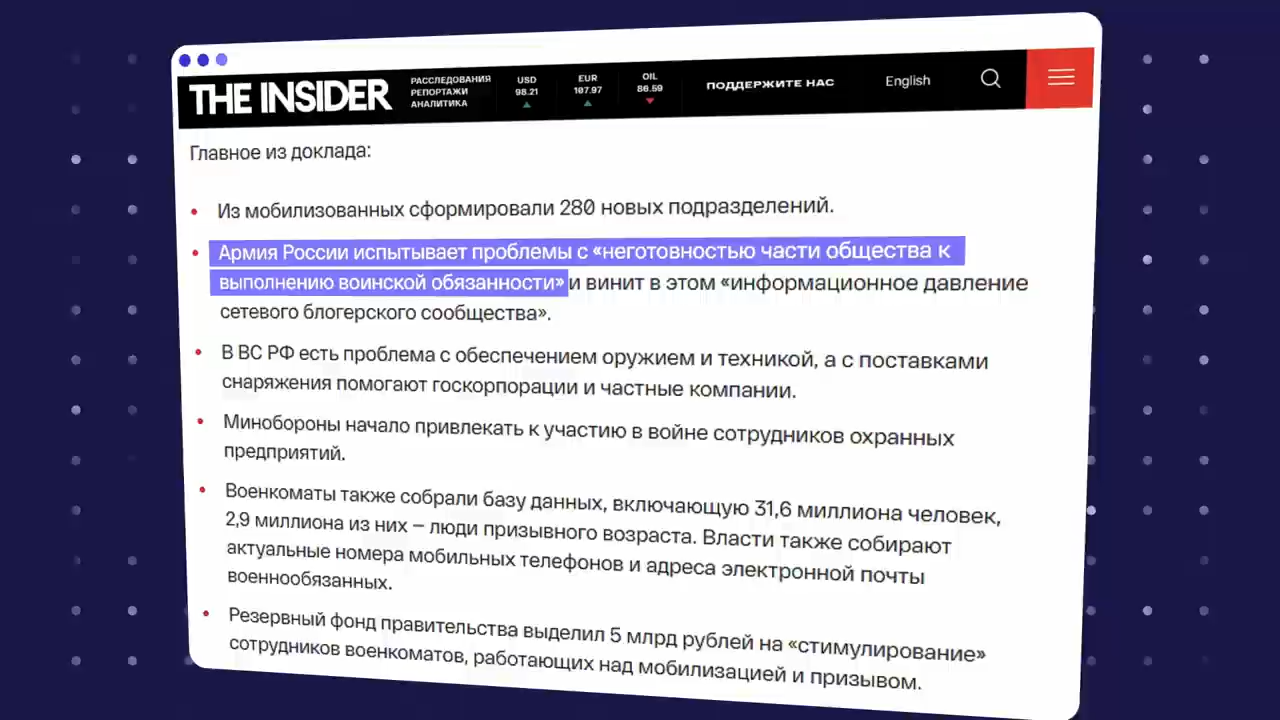 THE INSIDER
РАССЛЕДОВАНИЯ
РЕПОРТАЖИ
АНАЛИТИКА
USD
98.21
EUR
107.97
OIL
86.59
ПОДДЕРЖИТЕ НАС
English
Главное из доклада:
Из мобилизованных сформировали 280 новых подразделений.
Армия России испытывает проблемы с «неготовностью части общества к
выполнению воинской обязанности» и винит в этом «информационное давление
сетевого блогерского сообщества».
В ВС РФ есть проблема с обеспечением оружием и техникой, а с поставками
снаряжения помогают госкорпорации и частные компании.
Минобороны начало привлекать к участию в войне сотрудников охранных
предприятий.
Военкоматы также собрали базу данных, включающую 31,6 миллиона человек,
2,9 миллиона из них – люди призывного возраста. Власти также собирают
актуальные номера мобильных телефонов и адреса электронной почты
военнообязанных.
Резервный фонд правительства выделил 5 млрд рублей на «стимулирование»
сотрудников военкоматов, работающих над мобилизацией и призывом.